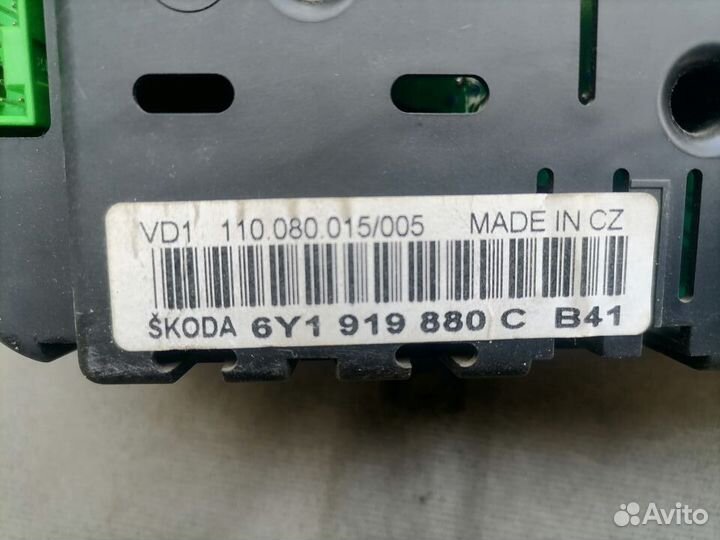 VD1 110.080.015/005 MADE IN CZ
ŠKODA 6Y1 919 880 C B41
Avito